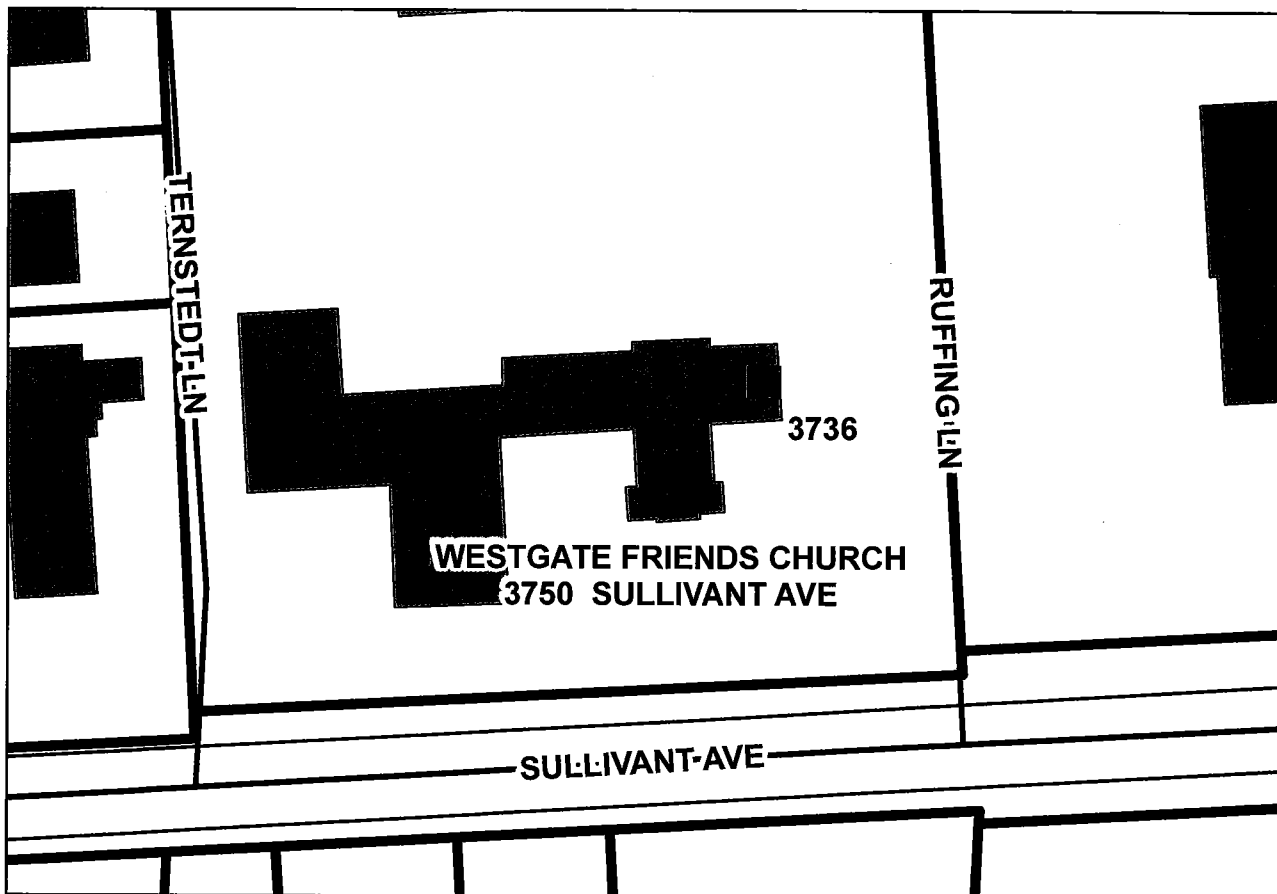 TERNSTEDT LN
RUFFING LN
3736
WESTGATE FRIENDS CHURCH
3750 SULLIVANT AVE
SULLIVANT AVE